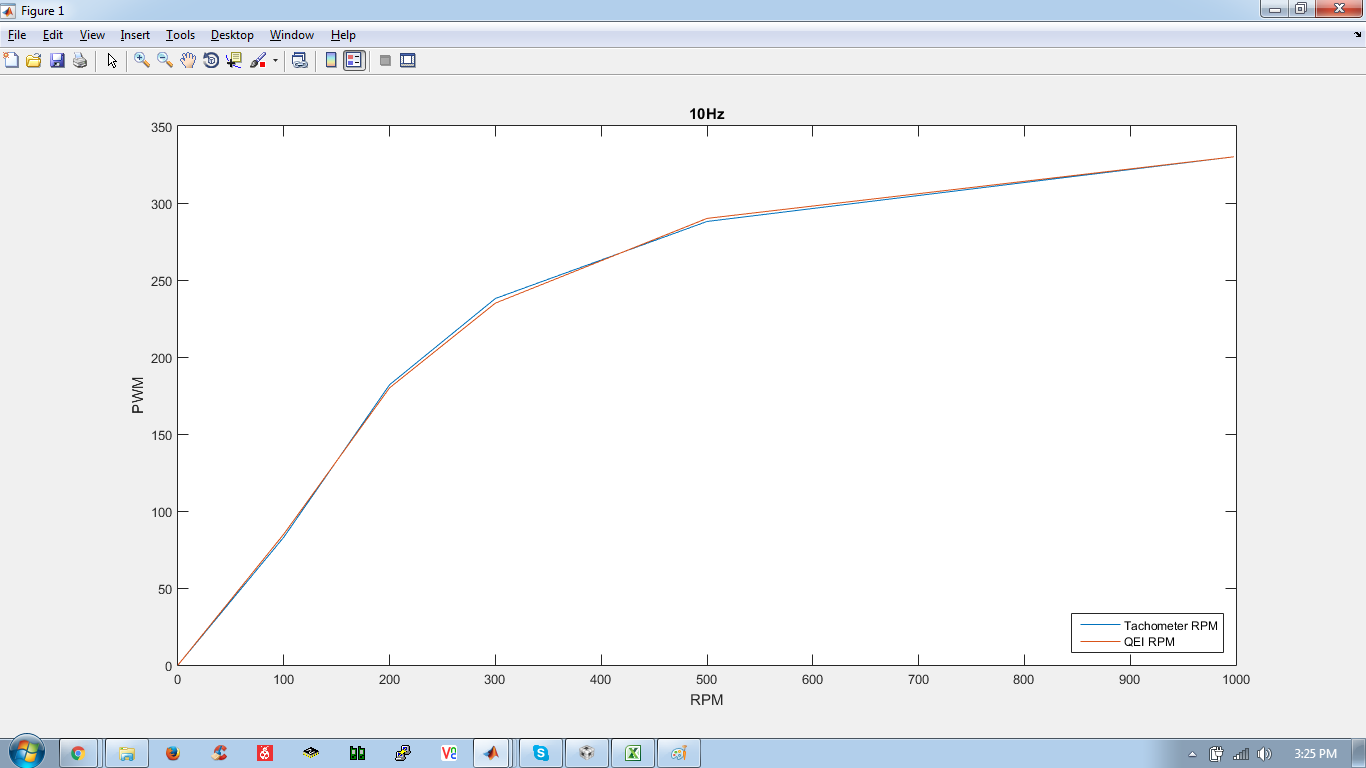 Figure 1
File Edit View Insert Tools Desktop Window Help
10Hz
350
300
250
200
150
100
50
0
PWM
0 100 200 300 400 500 600 700 800 900 1000
RPM
Tachometer RPM
QEI RPM
3:25 PM